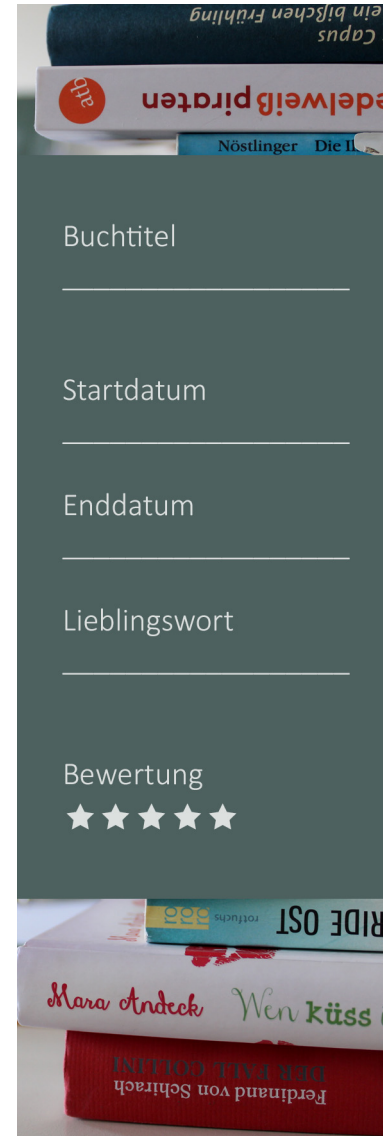 ein bißchen Frühling
Capus
atb
edelweißpiraten
Nöstlinger Die
Buchtitel
Startdatum
Enddatum
Lieblingswort
Bewertung
rotfuchs
RIDE OST
Mara Andeck Wen küss
DER FALL COLLINI
Ferdinand von Schirach